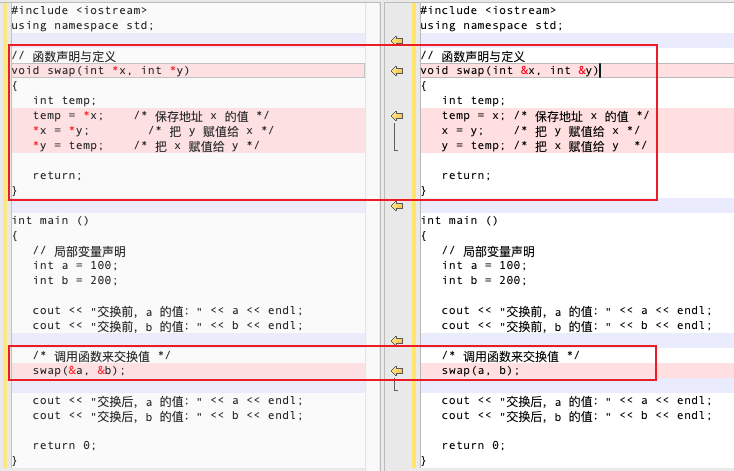 #include <iostream>
using namespace std;
// 函数声明与定义
void swap(int *x, int *y)
{
int temp;
temp = *x; /* 保存地址 x 的值 */
*x = *y; /* 把 y 赋值给 x */
*y = temp; /* 把 x 赋值给 y */
return;
}
int main ()
{
// 局部变量声明
int a = 100;
int b = 200;
cout << "交换前，a 的值：" << a << endl;
cout << "交换前，b 的值：" << b << endl;
/* 调用函数来交换值 */
swap(&a, &b);
cout << "交换后，a 的值：" << a << endl;
cout << "交换后，b 的值：" << b << endl;
return 0;
}
#include <iostream>
using namespace std;
// 函数声明与定义
void swap(int &x, int &y)
{
int temp;
temp = x; /* 保存地址 x 的值 */
x = y; /* 把 y 赋值给 x */
y = temp; /* 把 x 赋值给 y */
return;
}
int main ()
{
// 局部变量声明
int a = 100;
int b = 200;
cout << "交换前，a 的值：" << a << endl;
cout << "交换前，b 的值：" << b << endl;
/* 调用函数来交换值 */
swap(a, b);
cout << "交换后，a 的值：" << a << endl;
cout << "交换后，b 的值：" << b << endl;
return 0;
}